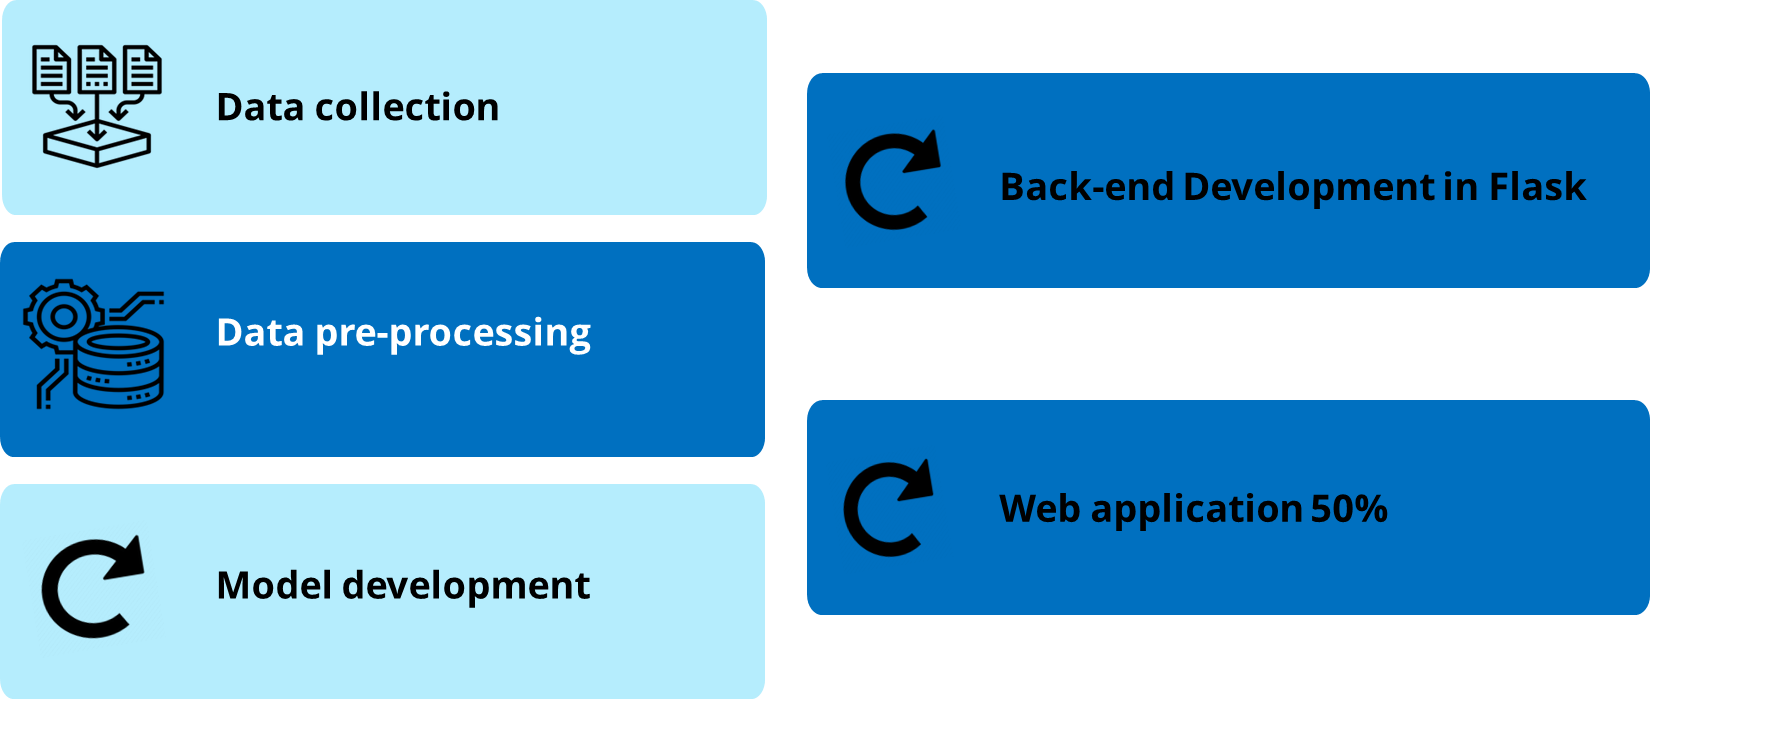 Data collection
Data pre-processing
Model development
Back-end Development in Flask
Web application 50%